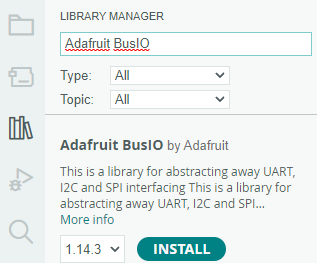 LIBRARY MANAGER
Adafruit BusIO
Type: All
Topic: All
Adafruit BusIO by Adafruit
This is a library for abstracting away UART,
I2C and SPI interfacing This is a library for
abstracting away UART, I2C and SPI...
More info
1.14.3 INSTALL